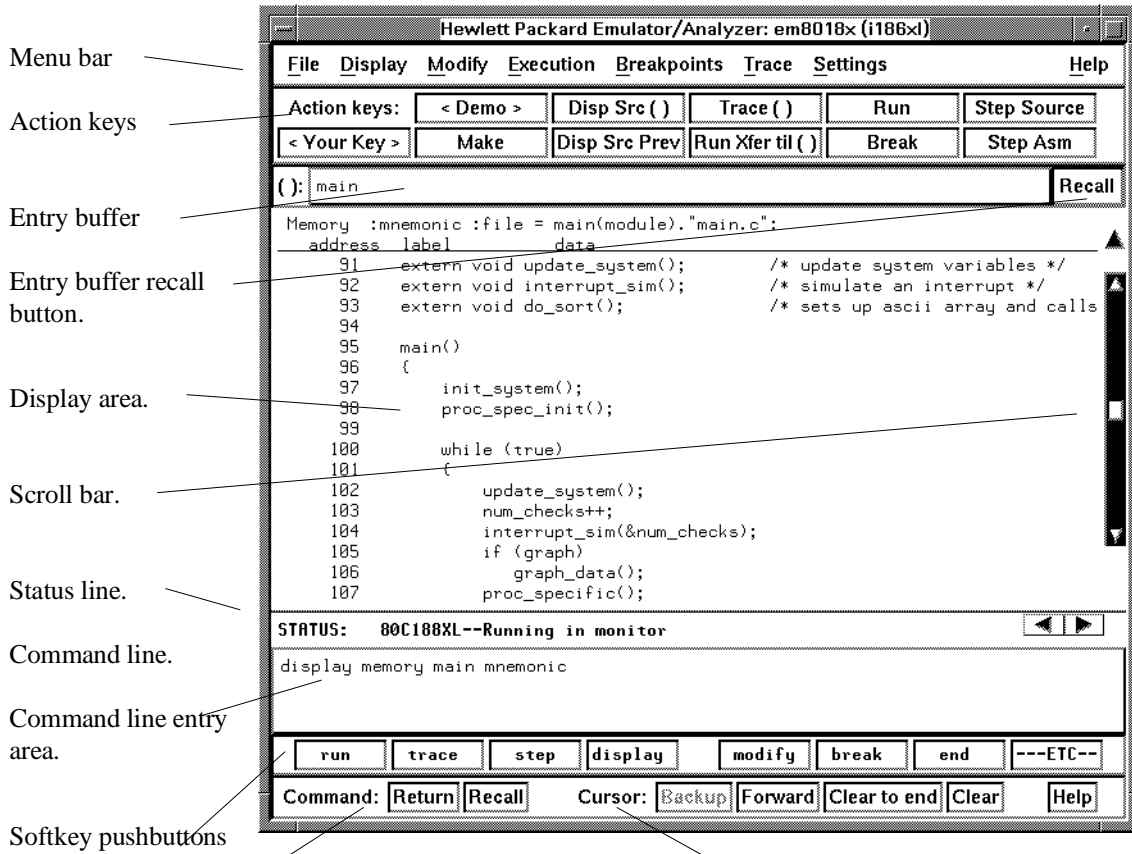 Hewlett Packard Emulator/Analyzer: em8018x (i186xl)
Menu bar
File Display Modify Execution Breakpoints Trace Settings Help
Action keys
Action keys: < Demo > Disp Src ( ) Trace ( ) Run Step Source
< Your Key > Make Disp Src Prev Run Xfer til ( ) Break Step Asm
Entry buffer
( ): main Recall
Entry buffer recall
button.
Memory :mnemonic :file = main(module)."main.c":
address label data
91 extern void update_system(); /* update system variables */
92 extern void interrupt_sim(); /* simulate an interrupt */
93 extern void do_sort(); /* sets up ascii array and calls
94
95 main()
96 {
97 init_system();
Display area.
98 proc_spec_init();
99
100 while (true)
101 {
Scroll bar.
102 update_system();
103 num_checks++;
104 interrupt_sim(&num_checks);
105 if (graph)
106 graph_data();
107 proc_specific();
Status line.
STATUS: 80C188XL--Running in monitor
Command line.
display memory main mnemonic
Command line entry
area.
run trace step display modify break end ---ETC--
Command: Return Recall Cursor: Backup Forward Clear to end Clear Help
Softkey pushbuttons